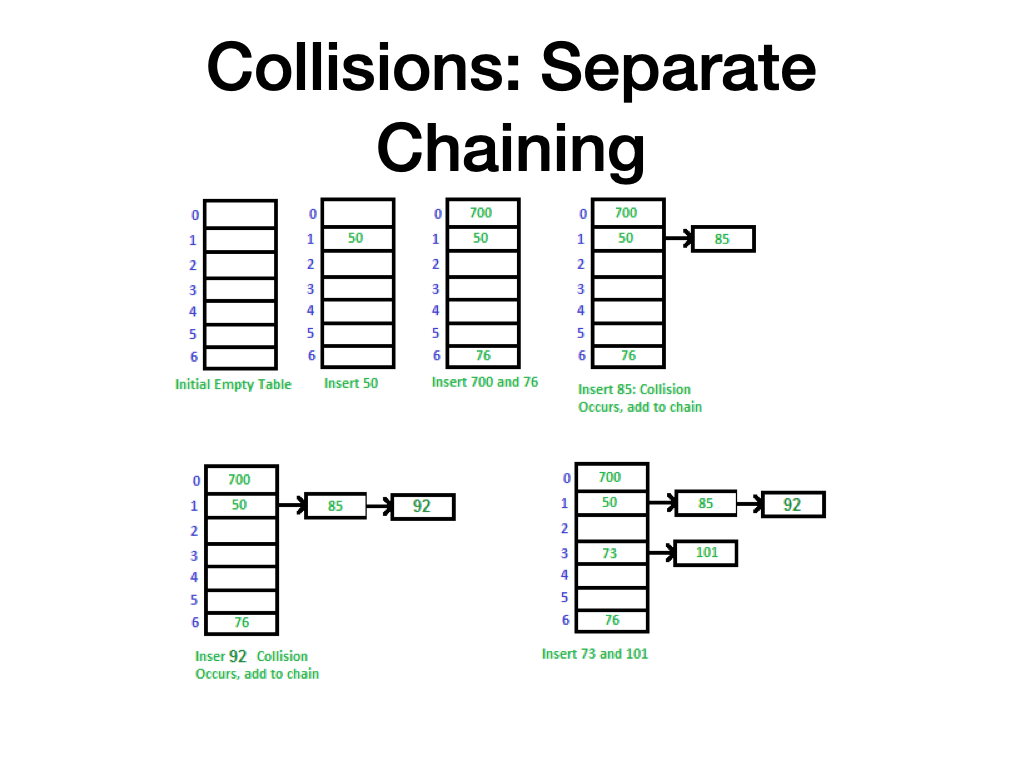 Collisions: Separate
Chaining
0
1
2
3
4
5
6
Initial Empty Table
0
1 50
2
3
4
5
6
Insert 50
0 700
1 50
2
3
4
5
6 76
Insert 700 and 76
0 700
1 50 85
2
3
4
5
6 76
Insert 85: Collision
Occurs, add to chain
0 700
1 50 85 92
2
3
4
5
6 76
Inser 92 Collision
Occurs, add to chain
0 700
1 50 85 92
2
3 73 101
4
5
6 76
Insert 73 and 101